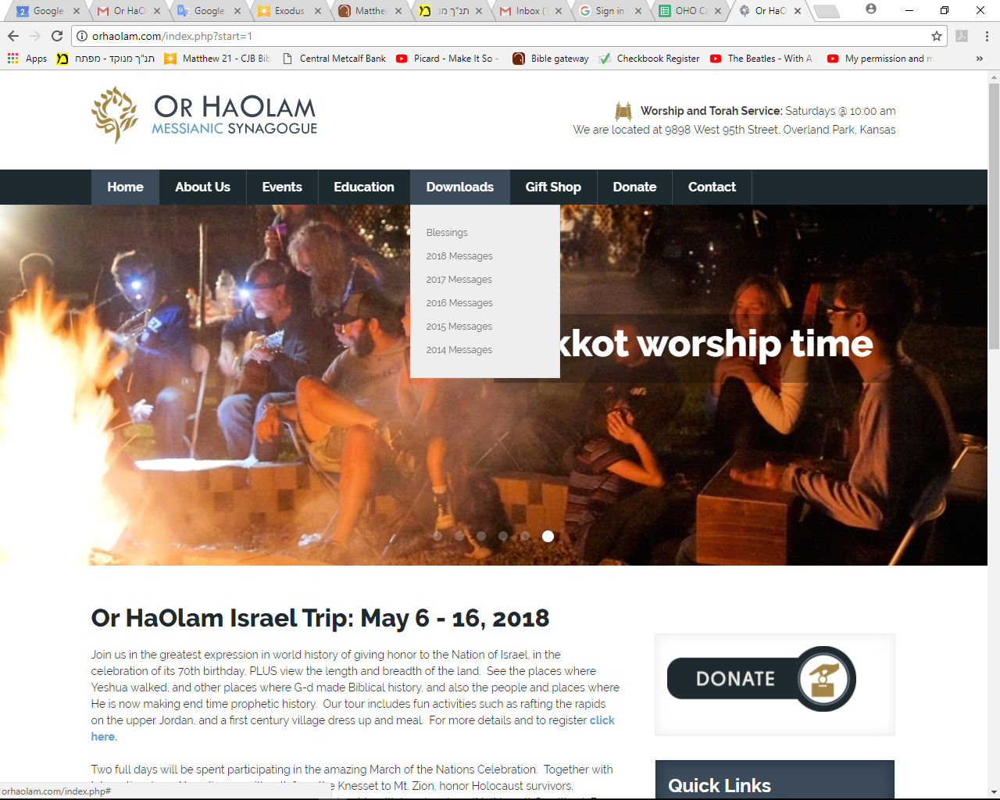 Google
Or HaO
Google
Exodus
Matthew
תנ"ך מנ
Inbox (1
Sign in
OHO Ca
Or HaO
orhaolam.com/index.php?start=1
Apps
תנ"ך מנוקד - מפתח
Matthew 21 - CJB Bib
Central Metcalf Bank
Picard - Make It So -
Bible gateway
Checkbook Register
The Beatles - With A
My permission and m
»
OR HAOLAM
MESSIANIC SYNAGOGUE
Worship and Torah Service: Saturdays @ 10:00 am
We are located at 9898 West 95th Street, Overland Park, Kansas
Home
About Us
Events
Education
Downloads
Gift Shop
Donate
Contact
Blessings
2018 Messages
2017 Messages
2016 Messages
2015 Messages
2014 Messages
kkot worship time
Or HaOlam Israel Trip: May 6 - 16, 2018
Join us in the greatest expression in world history of giving honor to the Nation of Israel, in the
celebration of its 70th birthday, PLUS view the length and breadth of the land. See the places where
Yeshua walked, and other places where G-d made Biblical history, and also the people and places where
He is now making end time prophetic history. Our tour includes fun activities such as rafting the rapids
on the upper Jordan, and a first century village dress up and meal. For more details and to register click
here.
Two full days will be spent participating in the amazing March of the Nations Celebration. Together with
Knesset to Mt. Zion, honor Holocaust survivors,
DONATE
Quick Links
orhaolam.com/index.php#